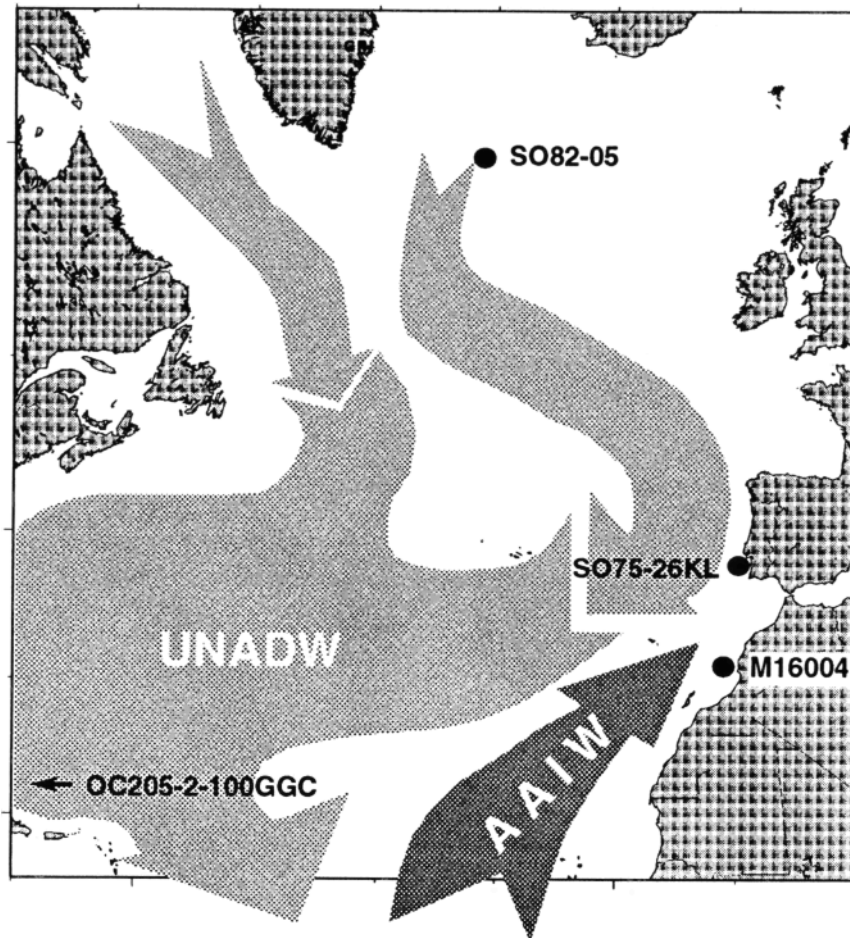 SO82-05
SO75-26KL
UNADW
M16004
AAIW
OC205-2-100GGC